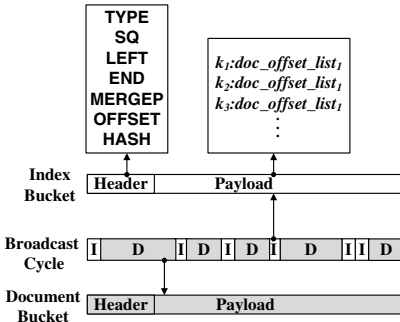 TYPE
SQ
LEFT
END
MERGEP
OFFSET
HASH
k1:doc_offset_list1
k2:doc_offset_list1
k3:doc_offset_list1
⋮
Index Bucket
Header Payload
Broadcast Cycle
I D I D I D I D I I D
Document Bucket
Header Payload